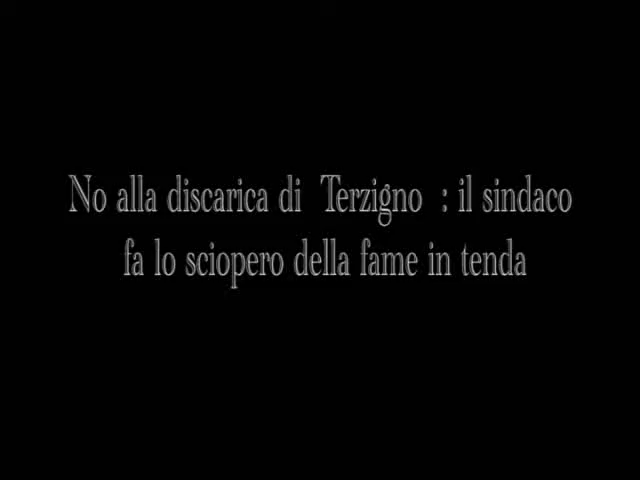 No alla discarica di Terzigno : il sindaco
fa lo sciopero della fame in tenda